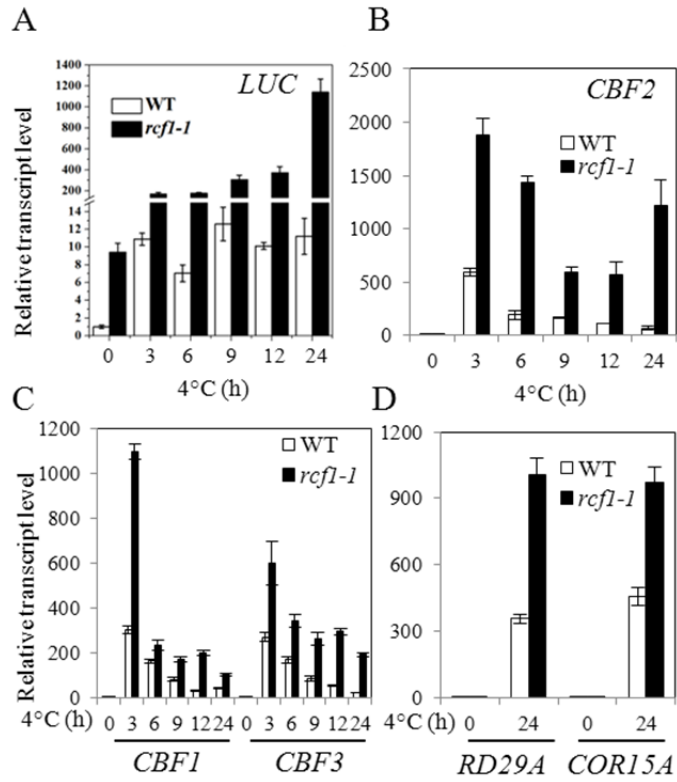 A
Relative transcript level
1400
1200
1000
800
600
400
200
14
12
10
8
6
4
2
0
LUC
WT
rcf1-1
0 3 6 9 12 24
4°C (h)
B
2500
2000
1500
1000
500
0
CBF2
WT
rcf1-1
0 3 6 9 12 24
4°C (h)
C
Relative transcript level
1200
1000
800
600
400
200
0
WT
rcf1-1
4°C (h) 0 3 6 9 12 24 0 3 6 9 12 24
CBF1 CBF3
D
1200
900
600
300
0
WT
rcf1-1
4°C (h) 0 24 0 24
RD29A COR15A